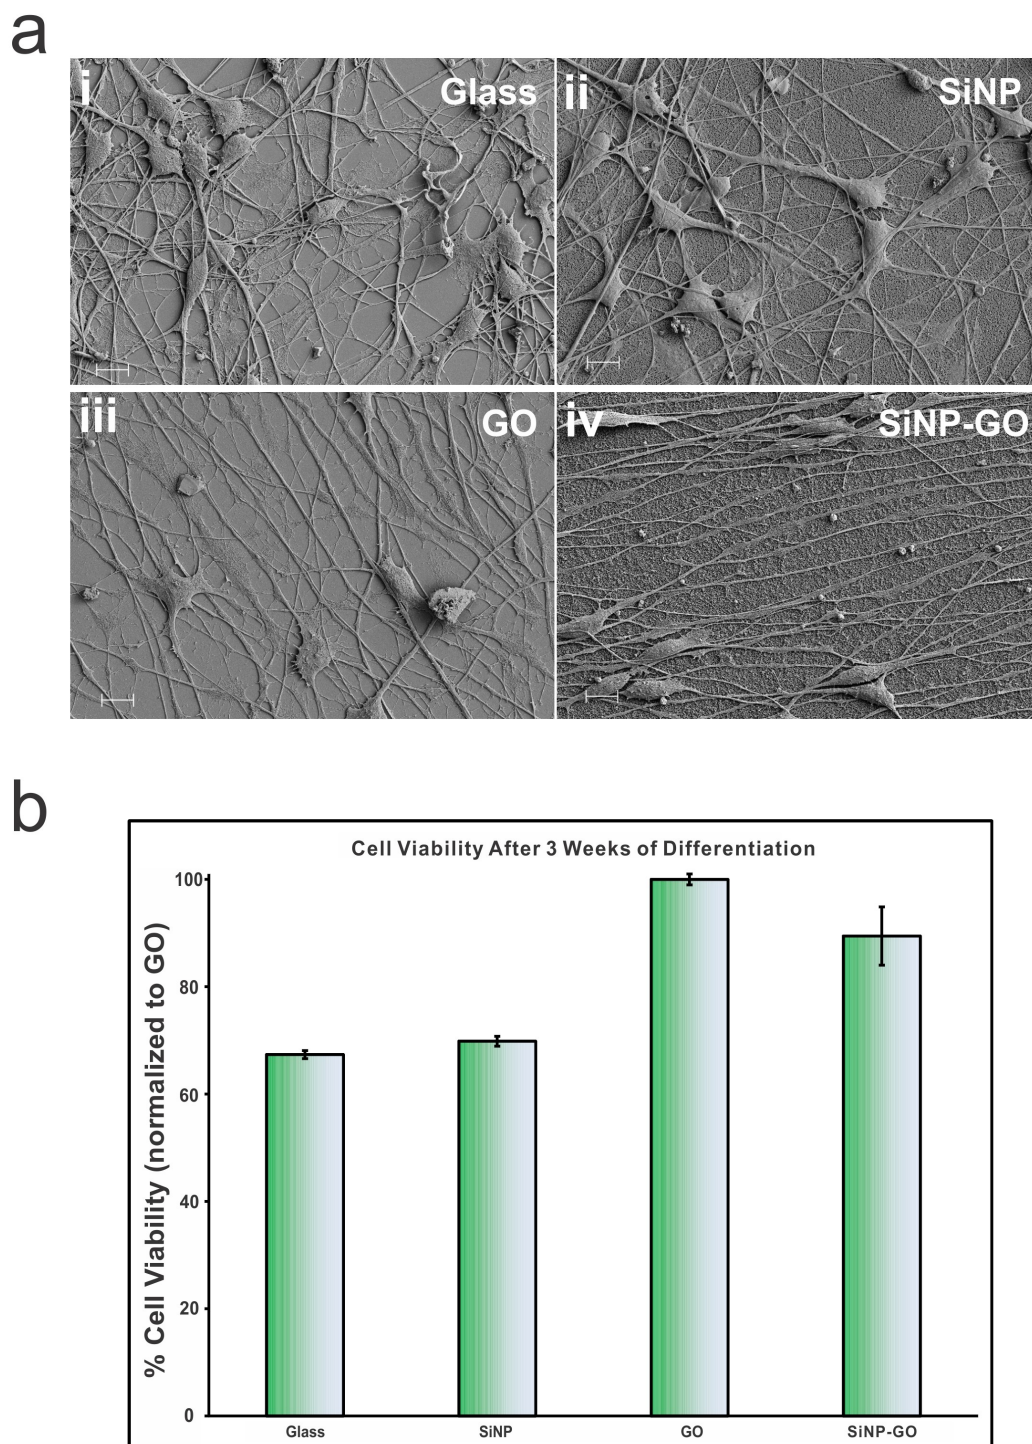 a
i
Glass
ii
SiNP
iii
GO
iv
SiNP-GO
b
Cell Viability After 3 Weeks of Differentiation
% Cell Viability (normalized to GO)
100
80
60
40
20
0
Glass
SiNP
GO
SiNP-GO